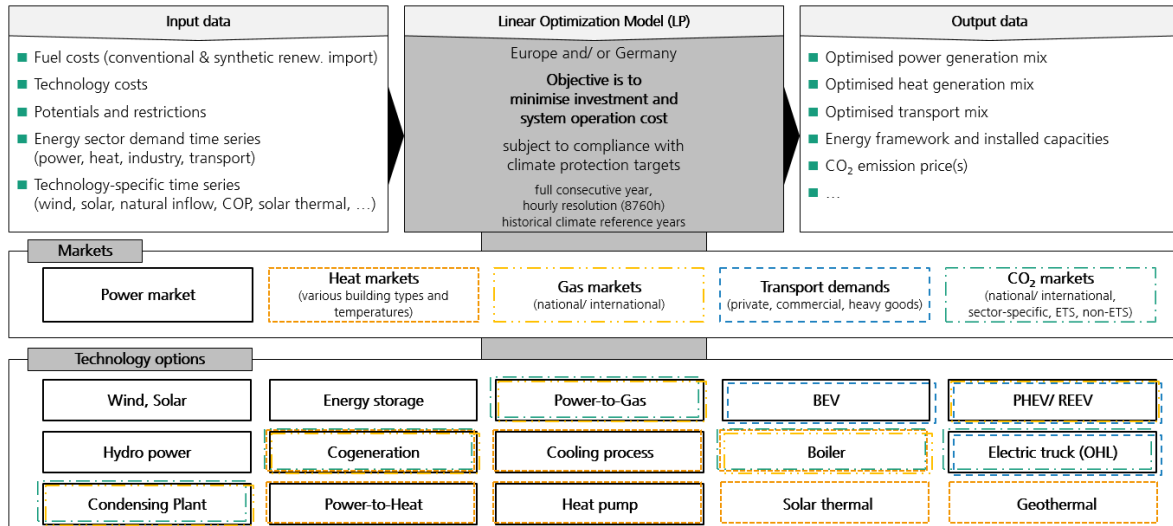 Input data
Fuel costs (conventional & synthetic renew. import)
Technology costs
Potentials and restrictions
Energy sector demand time series
(power, heat, industry, transport)
Technology-specific time series
(wind, solar, natural inflow, COP, solar thermal, …)
Linear Optimization Model (LP)
Europe and/ or Germany
Objective is to
minimise investment and
system operation cost
subject to compliance with
climate protection targets
full consecutive year,
hourly resolution (8760h)
historical climate reference years
Output data
Optimised power generation mix
Optimised heat generation mix
Optimised transport mix
Energy framework and installed capacities
CO₂ emission price(s)
…
Markets
Power market
Heat markets
(various building types and
temperatures)
Gas markets
(national/ international)
Transport demands
(private, commercial, heavy goods)
CO₂ markets
(national/ international,
sector-specific, ETS, non-ETS)
Technology options
Wind, Solar
Energy storage
Power-to-Gas
BEV
PHEV/ REEV
Hydro power
Cogeneration
Cooling process
Boiler
Electric truck (OHL)
Condensing Plant
Power-to-Heat
Heat pump
Solar thermal
Geothermal